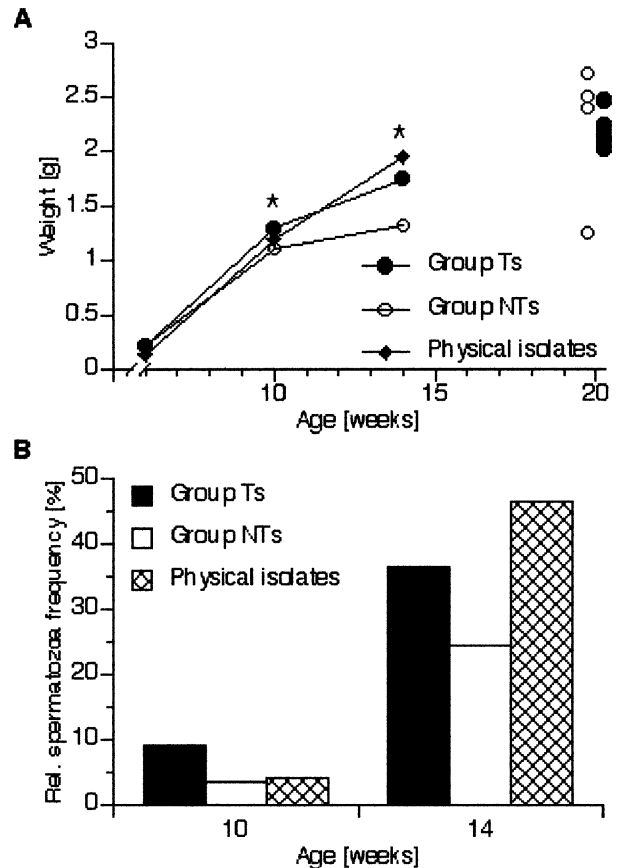 A
3
2.5
2
1.5
1
0.5
0
Weight [g]
*
*
Group Ts
Group NTs
Physical isolates
10
15
20
Age [weeks]
B
50
40
30
20
10
0
Rel. spermatozoa frequency [%]
Group Ts
Group NTs
Physical isolates
10
14
Age [weeks]